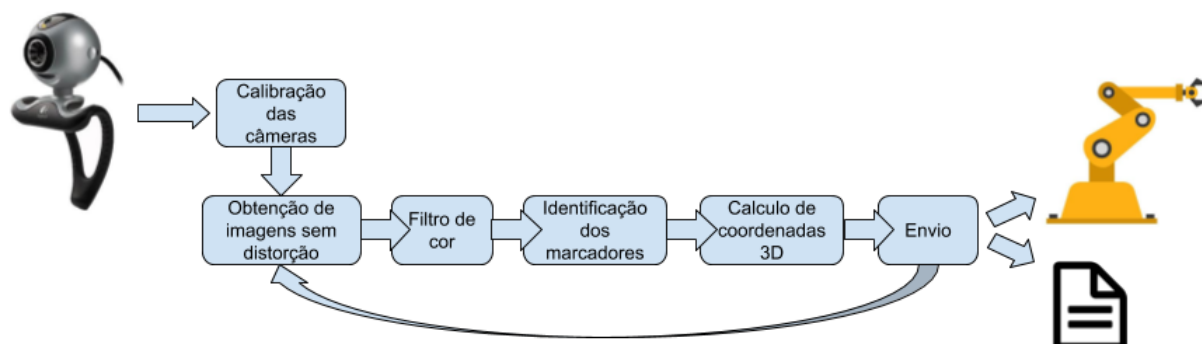 Calibração
das
câmeras
Obtenção de
imagens sem
distorção
Filtro de
cor
Identificação
dos
marcadores
Calculo de
coordenadas
3D
Envio